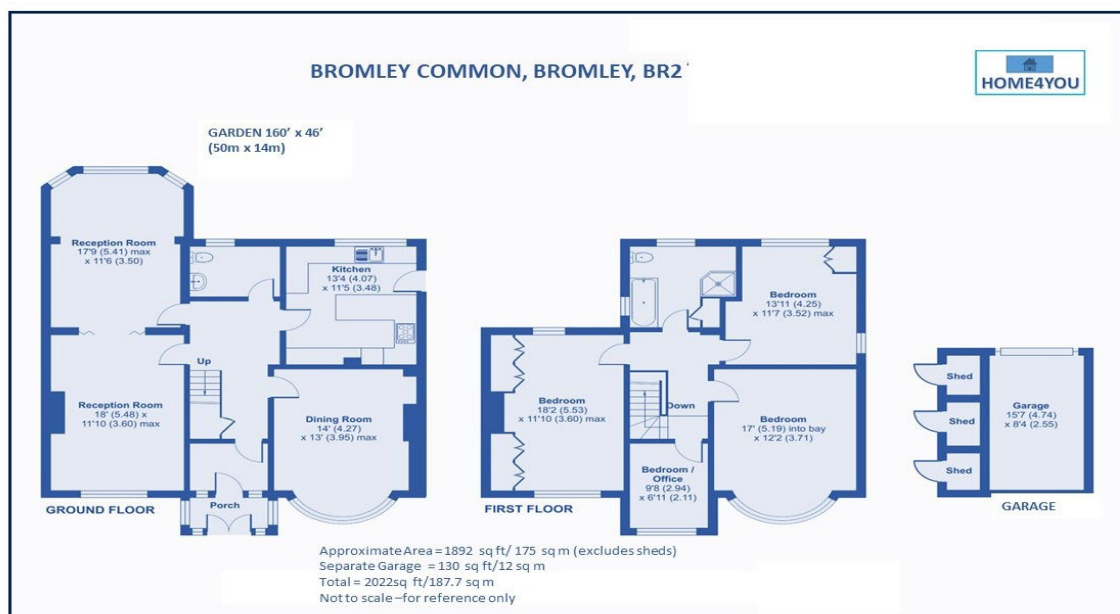 BROMLEY COMMON, BROMLEY, BR2
HOME4YOU
GARDEN 160' x 46'
(50m x 14m)
Reception Room
17'9 (5.41) max
x 11'6 (3.50)
Kitchen
13'4 (4.07)
x 11'5 (3.48)
Up
Reception Room
18' (5.48) x
11'10 (3.60) max
Dining Room
14' (4.27)
x 13' (3.95) max
Porch
GROUND FLOOR
Bedroom
13'11 (4.25)
x 11'7 (3.52) max
Bedroom
18'2 (5.53)
x 11'10 (3.60) max
Down
Bedroom
17' (5.19) into bay
x 12'2 (3.71)
Bedroom /
Office
9'8 (2.94)
x 6'11 (2.11)
FIRST FLOOR
Shed
Shed
Shed
Garage
15'7 (4.74)
x 8'4 (2.55)
GARAGE
Approximate Area = 1892 sq ft/ 175 sq m (excludes sheds)
Separate Garage = 130 sq ft/12 sq m
Total = 2022sq ft/187.7 sq m
Not to scale –for reference only